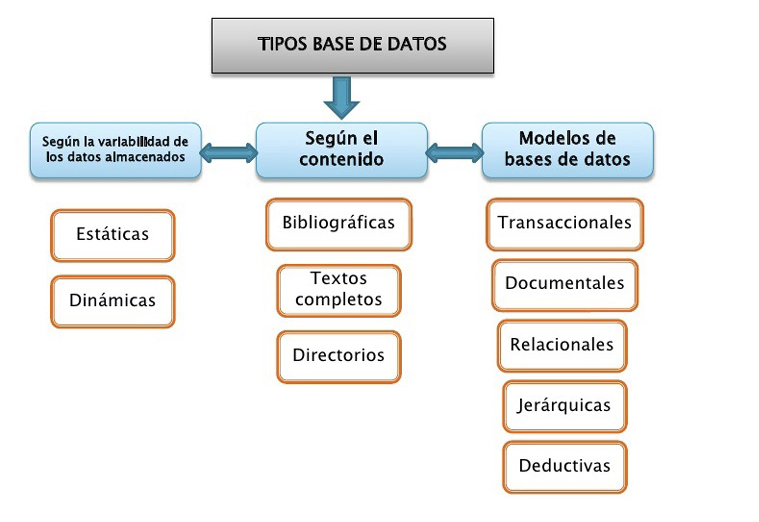 TIPOS BASE DE DATOS
Según la variabilidad de
los datos almacenados
Estáticas
Dinámicas
Según el
contenido
Bibliográficas
Textos
completos
Directorios
Modelos de
bases de datos
Transaccionales
Documentales
Relacionales
Jerárquicas
Deductivas